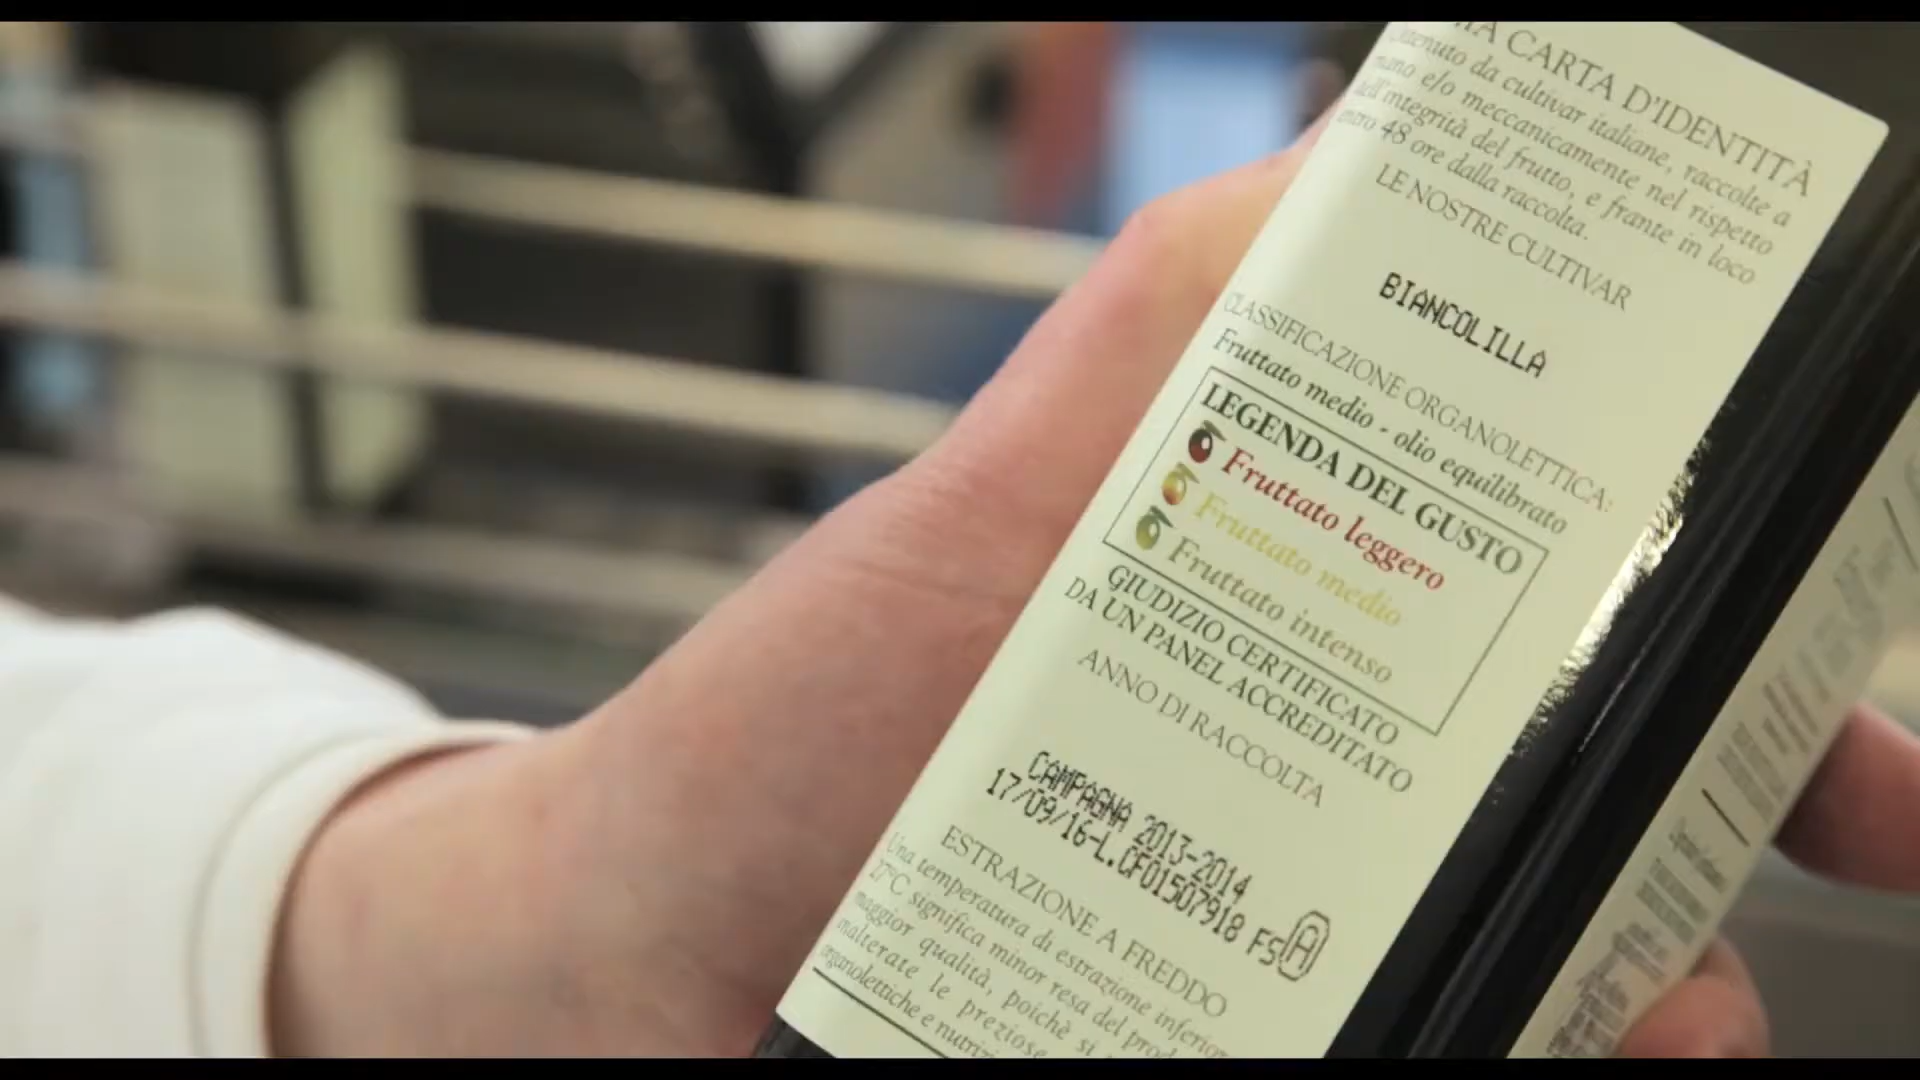 CARTA D'IDENTITÀ
da cultivar italiane, raccolte a
mano e/o meccanicamente nel rispetto
dell'integrità del frutto, e frante in loco
entro 48 ore dalla raccolta.
LE NOSTRE CULTIVAR
BIANCOLILLA
CLASSIFICAZIONE ORGANOLETTICA:
Fruttato medio - olio equilibrato
LEGENDA DEL GUSTO
Fruttato leggero
Fruttato medio
Fruttato intenso
GIUDIZIO CERTIFICATO
DA UN PANEL ACCREDITATO
ANNO DI RACCOLTA
CAMPAGNA 2013-2014
17/09/16-L.CF01507918 FS A
ESTRAZIONE A FREDDO
Una temperatura di estrazione inferior
27°C significa minor resa del prod
maggior qualità, poichè si
inalterate le preziose
organolettiche e nutrizi